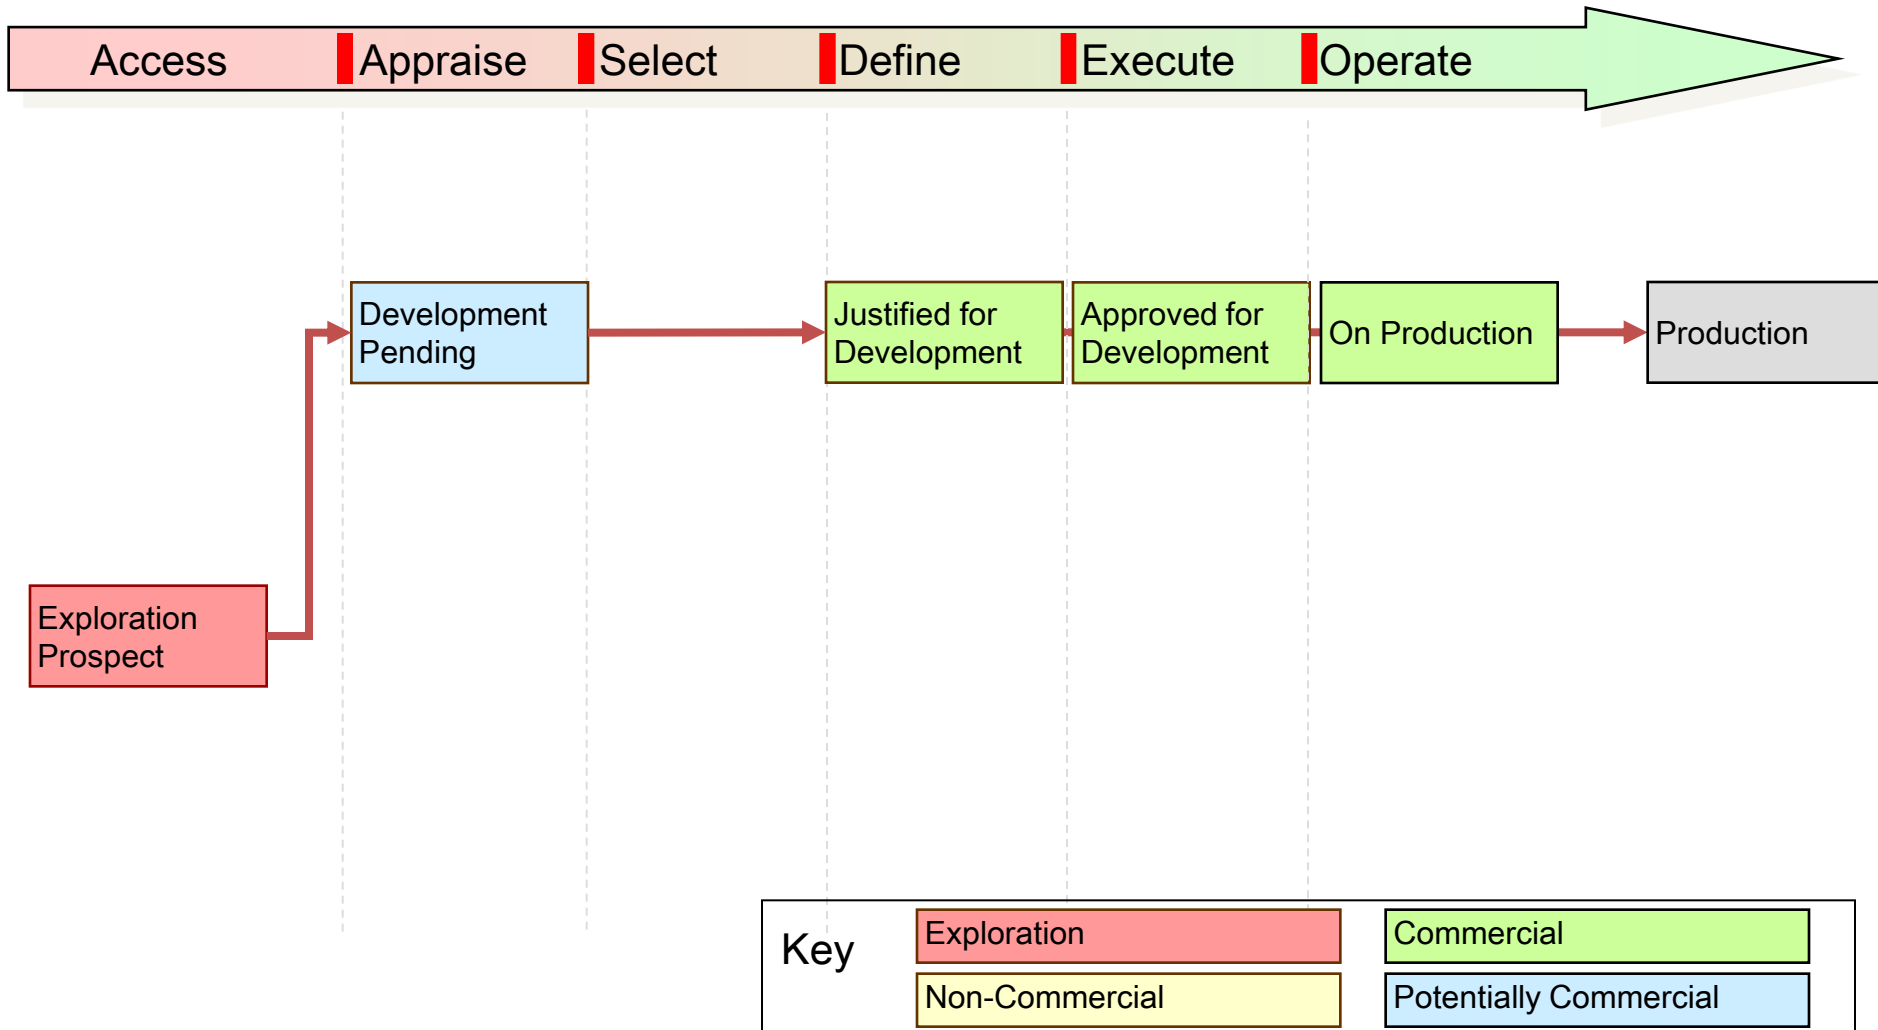 Access Appraise Select Define Execute Operate
Development
Pending
Justified for
Development
Approved for
Development
On Production
Production
Exploration
Prospect
Key
Exploration
Commercial
Non-Commercial
Potentially Commercial